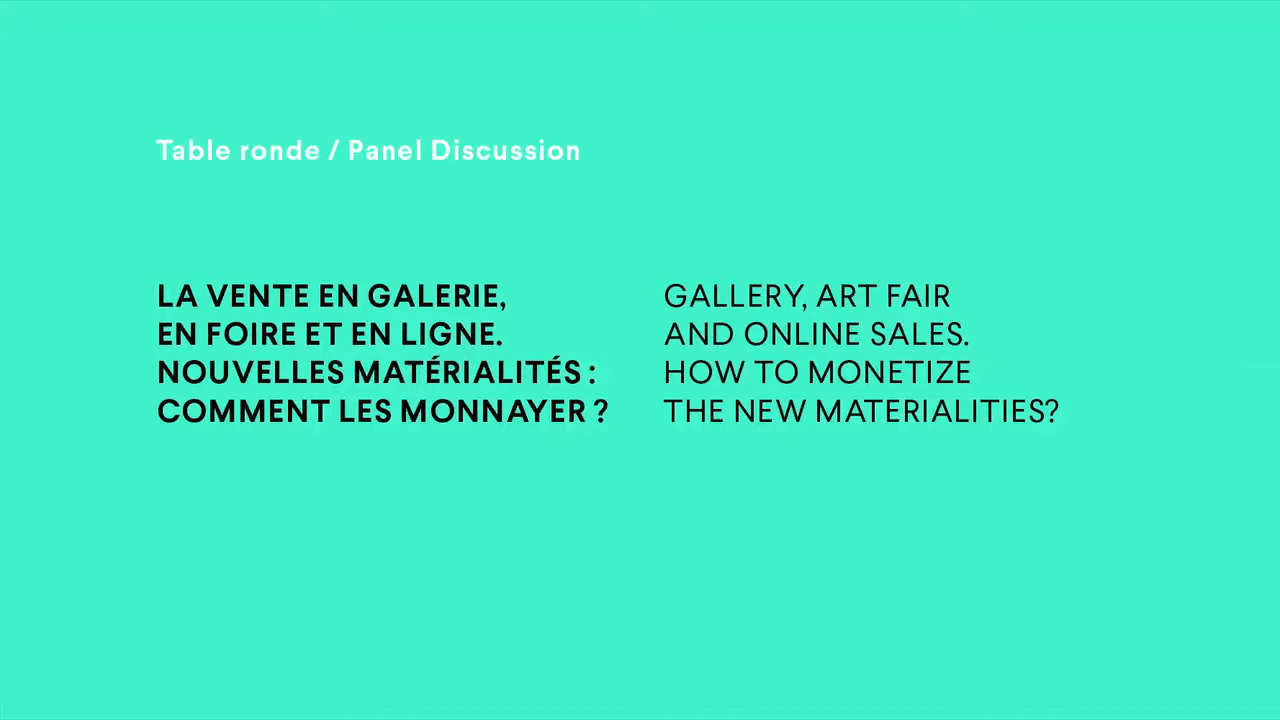 Table ronde / Panel Discussion
LA VENTE EN GALERIE,
EN FOIRE ET EN LIGNE.
NOUVELLES MATÉRIALITÉS :
COMMENT LES MONNAYER ?
GALLERY, ART FAIR
AND ONLINE SALES.
HOW TO MONETIZE
THE NEW MATERIALITIES?